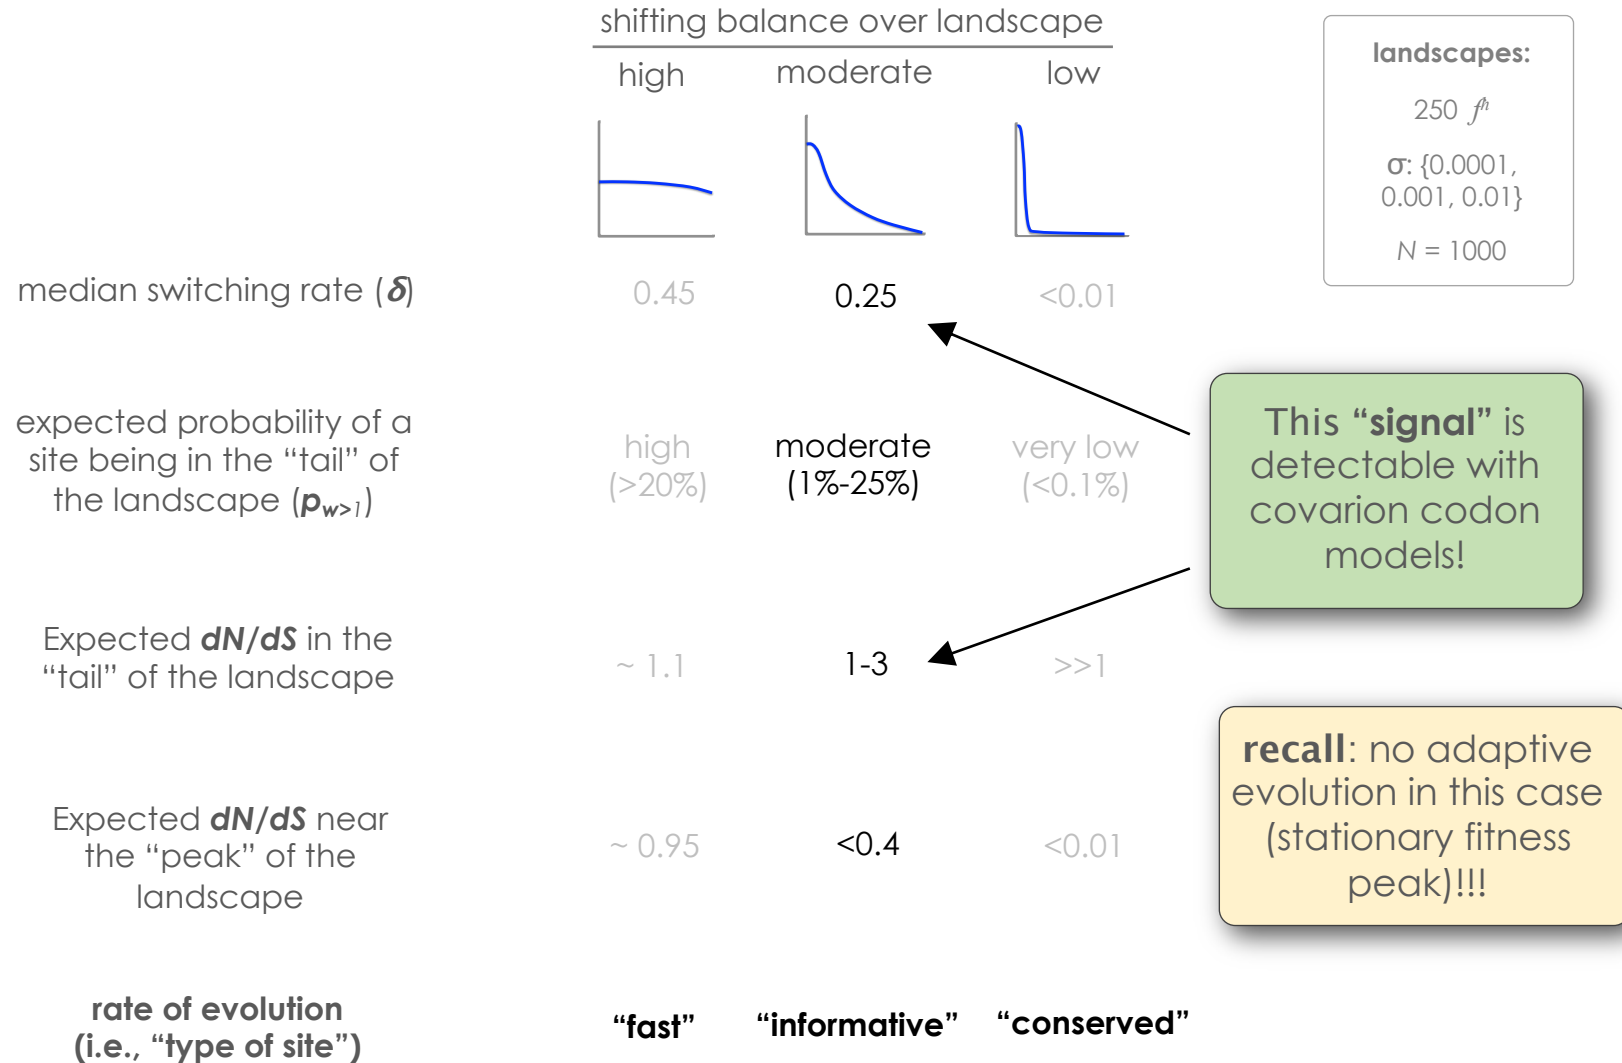 shifting balance over landscape
high moderate low
landscapes:
250 fʰ
σ: {0.0001,
0.001, 0.01}
N = 1000
median switching rate (δ) 0.45 0.25 <0.01
expected probability of a
site being in the “tail” of
the landscape (pw>1)
high
(>20%)
moderate
(1%-25%)
very low
(<0.1%)
This “signal” is
detectable with
covarion codon
models!
Expected dN/dS in the
“tail” of the landscape
~ 1.1 1-3 >>1
Expected dN/dS near
the “peak” of the
landscape
~ 0.95 <0.4 <0.01
recall: no adaptive
evolution in this case
(stationary fitness
peak)!!!
rate of evolution
(i.e., “type of site”)
“fast” “informative” “conserved”